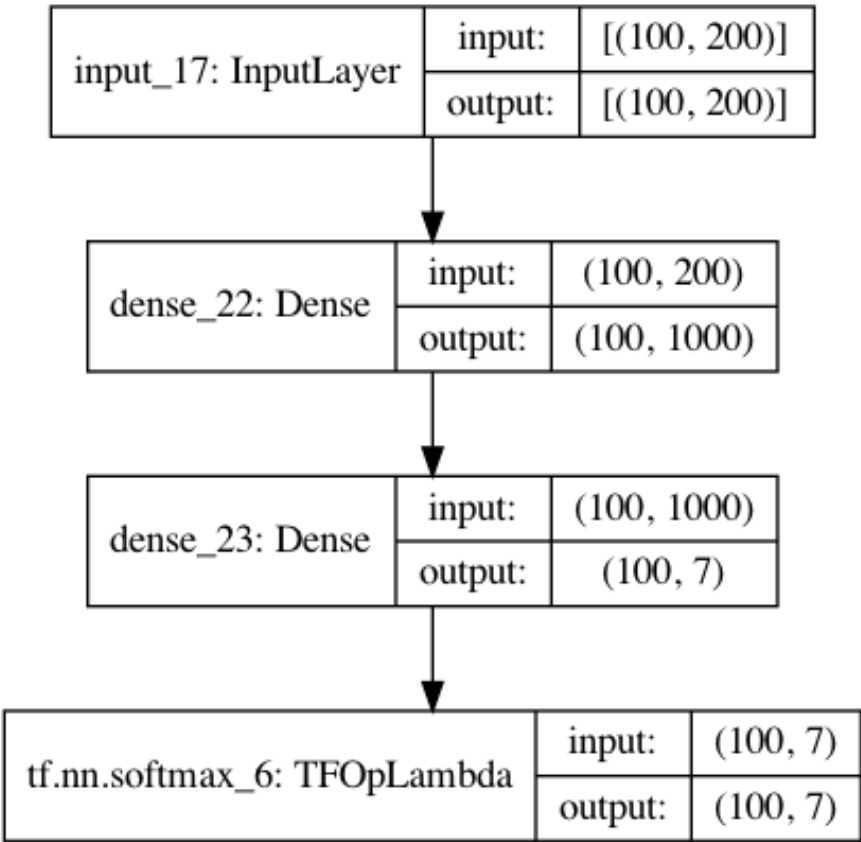 input_17: InputLayer
input:
[(100, 200)]
output:
[(100, 200)]
dense_22: Dense
input:
(100, 200)
output:
(100, 1000)
dense_23: Dense
input:
(100, 1000)
output:
(100, 7)
tf.nn.softmax_6: TFOpLambda
input:
(100, 7)
output:
(100, 7)